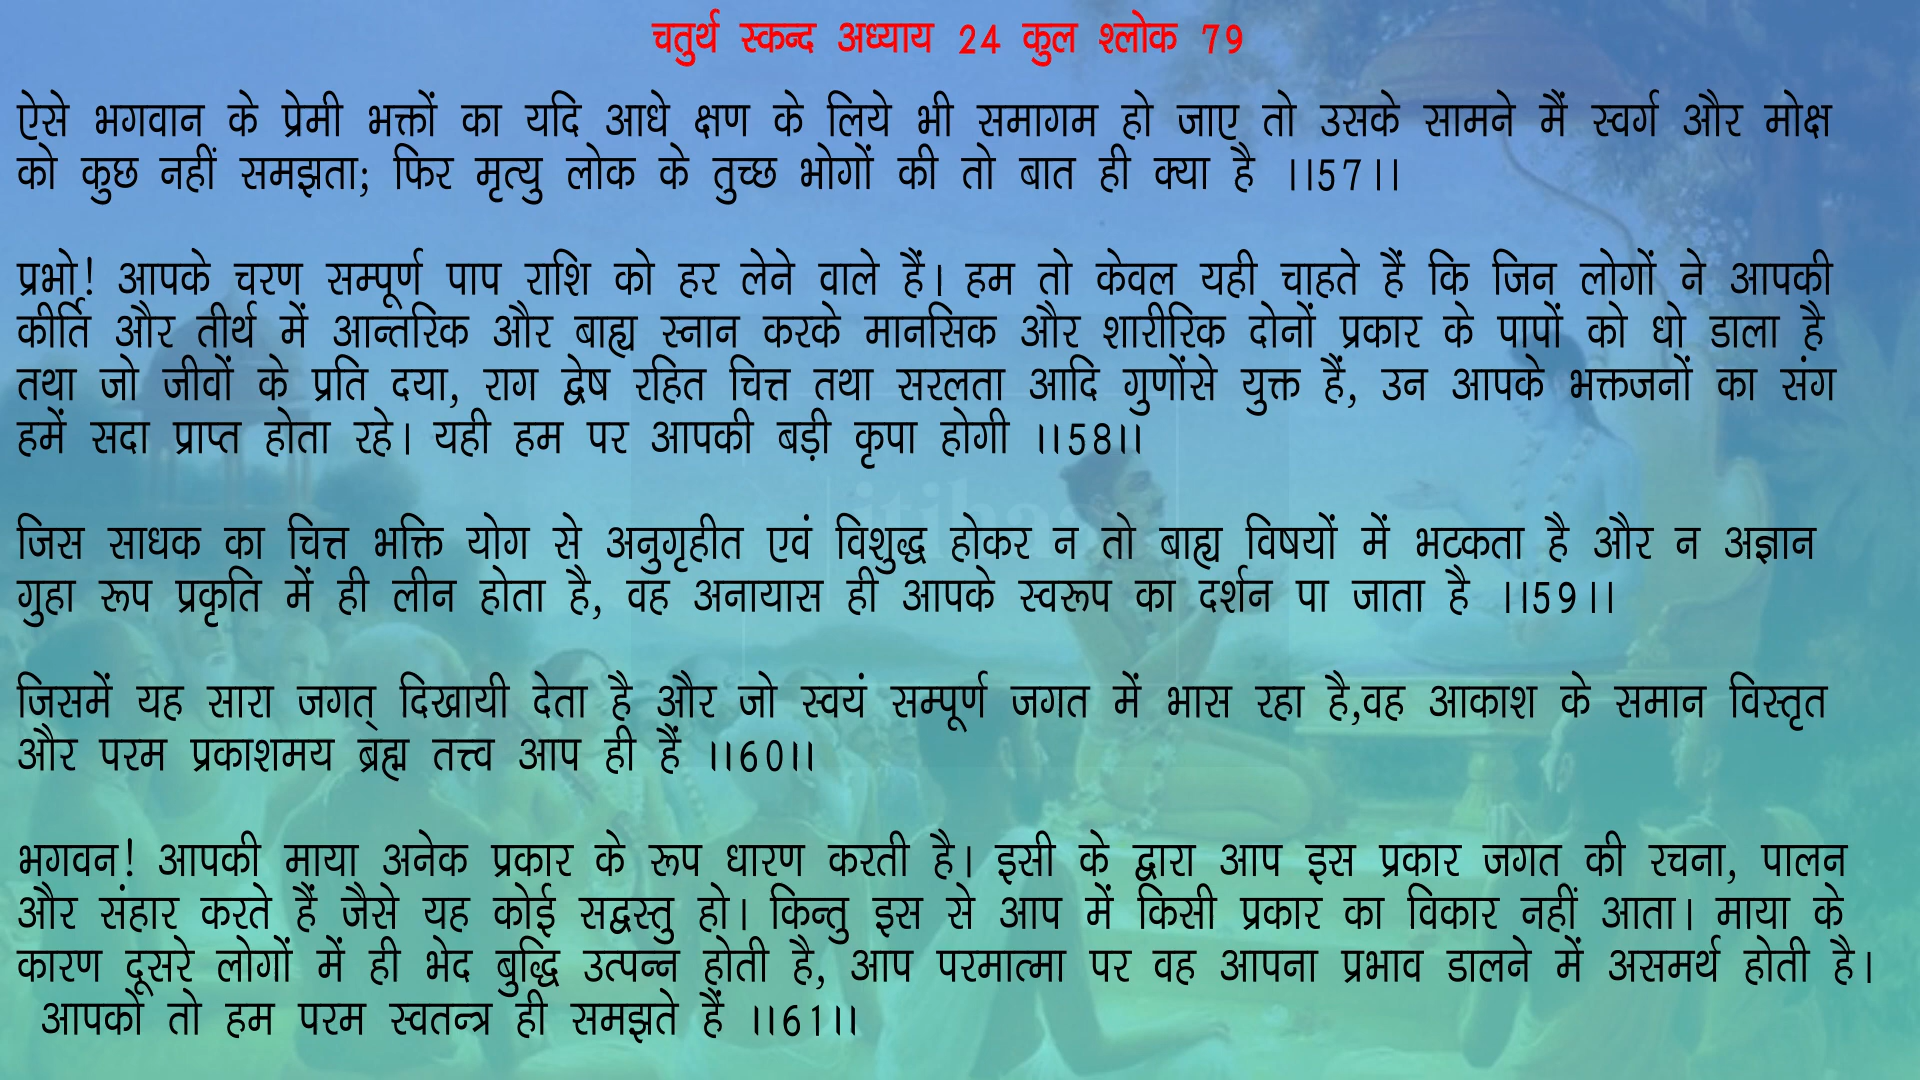 चतुर्थ स्कन्द अध्याय 24 कुल श्लोक 79
ऐसे भगवान के प्रेमी भक्तों का यदि आधे क्षण के लिये भी समागम हो जाए तो उसके सामने मैं स्वर्ग और मोक्ष
को कुछ नहीं समझता; फिर मृत्यु लोक के तुच्छ भोगों की तो बात ही क्या है ।।57।।
प्रभो! आपके चरण सम्पूर्ण पाप राशि को हर लेने वाले हैं। हम तो केवल यही चाहते हैं कि जिन लोगों ने आपकी
कीर्ति और तीर्थ में आन्तरिक और बाह्य स्नान करके मानसिक और शारीरिक दोनों प्रकार के पापों को धो डाला है
तथा जो जीवों के प्रति दया, राग द्वेष रहित चित्त तथा सरलता आदि गुणोंसे युक्त हैं, उन आपके भक्तजनों का संग
हमें सदा प्राप्त होता रहे। यही हम पर आपकी बड़ी कृपा होगी ।।58।।
जिस साधक का चित्त भक्ति योग से अनुगृहीत एवं विशुद्ध होकर न तो बाह्य विषयों में भटकता है और न अज्ञान
गुहा रूप प्रकृति में ही लीन होता है, वह अनायास ही आपके स्वरूप का दर्शन पा जाता है ।।59।।
जिसमें यह सारा जगत् दिखायी देता है और जो स्वयं सम्पूर्ण जगत में भास रहा है,वह आकाश के समान विस्तृत
और परम प्रकाशमय ब्रह्म तत्त्व आप ही हैं ।।60।।
भगवन! आपकी माया अनेक प्रकार के रूप धारण करती है। इसी के द्वारा आप इस प्रकार जगत की रचना, पालन
और संहार करते हैं जैसे यह कोई सद्वस्तु हो। किन्तु इस से आप में किसी प्रकार का विकार नहीं आता। माया के
कारण दूसरे लोगों में ही भेद बुद्धि उत्पन्न होती है, आप परमात्मा पर वह आपना प्रभाव डालने में असमर्थ होती है।
आपको तो हम परम स्वतन्त्र ही समझते हैं ।।61।।